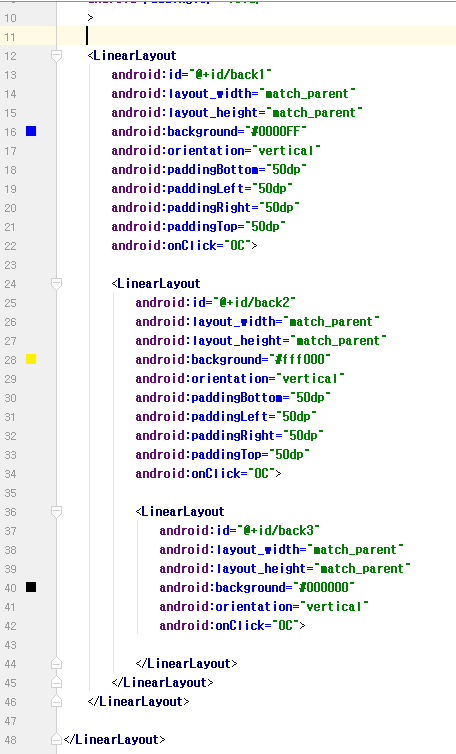 10 >
11
12 <LinearLayout
13 android:id="@+id/back1"
14 android:layout_width="match_parent"
15 android:layout_height="match_parent"
16 android:background="#0000FF"
17 android:orientation="vertical"
18 android:paddingBottom="50dp"
19 android:paddingLeft="50dp"
20 android:paddingRight="50dp"
21 android:paddingTop="50dp"
22 android:onClick="OC">
23
24 <LinearLayout
25 android:id="@+id/back2"
26 android:layout_width="match_parent"
27 android:layout_height="match_parent"
28 android:background="#fff000"
29 android:orientation="vertical"
30 android:paddingBottom="50dp"
31 android:paddingLeft="50dp"
32 android:paddingRight="50dp"
33 android:paddingTop="50dp"
34 android:onClick="OC">
35
36 <LinearLayout
37 android:id="@+id/back3"
38 android:layout_width="match_parent"
39 android:layout_height="match_parent"
40 android:background="#000000"
41 android:orientation="vertical"
42 android:onClick="OC">
43
44 </LinearLayout>
45 </LinearLayout>
46 </LinearLayout>
47
48 </LinearLayout>